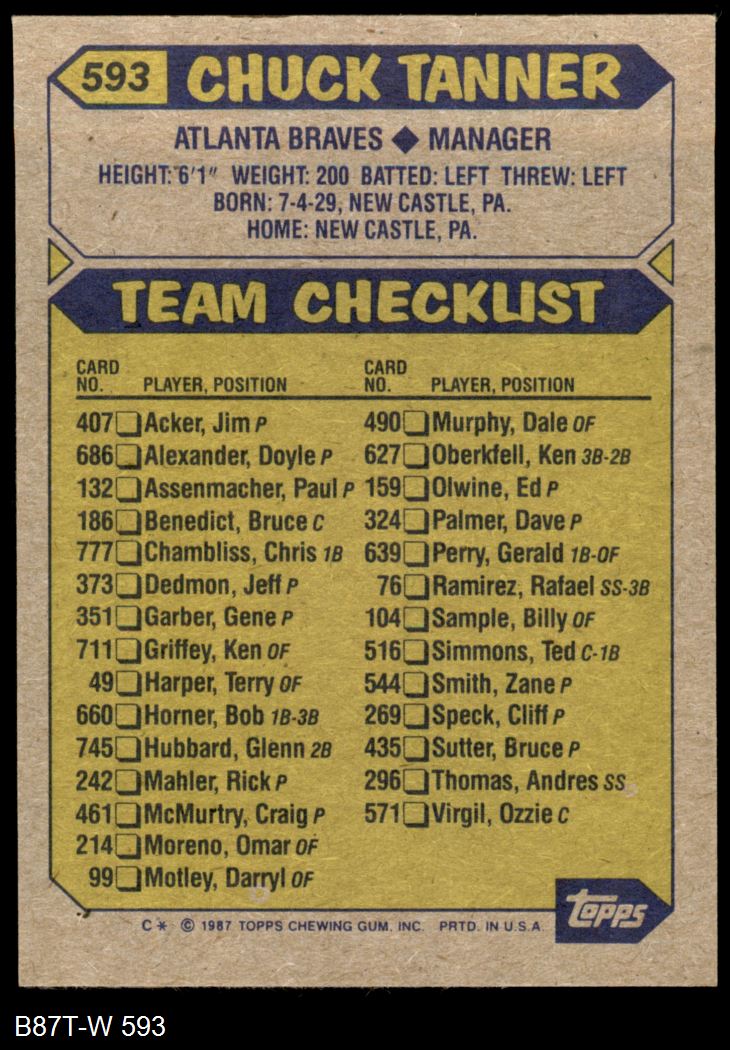 593 CHUCK TANNER
ATLANTA BRAVES ◆ MANAGER
HEIGHT: 6'1" WEIGHT: 200 BATTED: LEFT THREW: LEFT
BORN: 7-4-29, NEW CASTLE, PA.
HOME: NEW CASTLE, PA.
TEAM CHECKLIST
CARD
NO. PLAYER, POSITION
407 Acker, Jim P
686 Alexander, Doyle P
132 Assenmacher, Paul P
186 Benedict, Bruce C
777 Chambliss, Chris 1B
373 Dedmon, Jeff P
351 Garber, Gene P
711 Griffey, Ken OF
49 Harper, Terry OF
660 Horner, Bob 1B-3B
745 Hubbard, Glenn 2B
242 Mahler, Rick P
461 McMurtry, Craig P
214 Moreno, Omar OF
99 Motley, Darryl OF
CARD
NO. PLAYER, POSITION
490 Murphy, Dale OF
627 Oberkfell, Ken 3B-2B
159 Olwine, Ed P
324 Palmer, Dave P
639 Perry, Gerald 1B-OF
76 Ramirez, Rafael SS-3B
104 Sample, Billy OF
516 Simmons, Ted C-1B
544 Smith, Zane P
269 Speck, Cliff P
435 Sutter, Bruce P
296 Thomas, Andres SS
571 Virgil, Ozzie C
topps
C* © 1987 TOPPS CHEWING GUM, INC. PRTD. IN U.S.A.
B87T-W 593